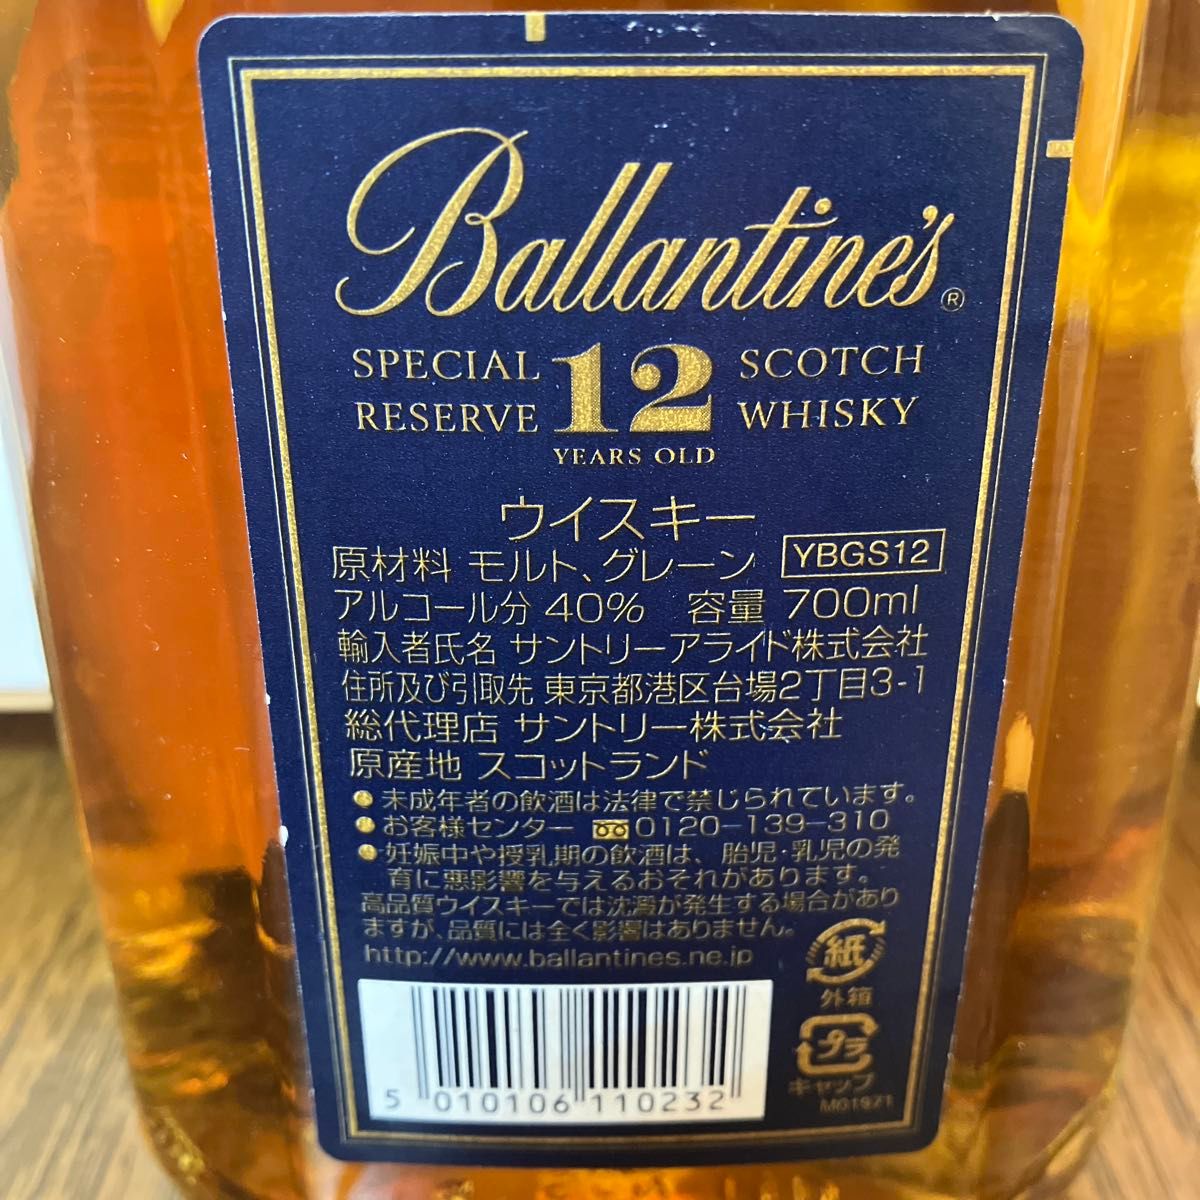 Ballantine's®
SPECIAL RESERVE 12 SCOTCH WHISKY
YEARS OLD
ウイスキー
原材料 モルト、グレーン YBGS12
アルコール分 40% 容量 700ml
輸入者氏名 サントリーアライド株式会社
住所及び引取先 東京都港区台場2丁目3-1
総代理店 サントリー株式会社
原産地 スコットランド
●未成年者の飲酒は法律で禁じられています。
●お客様センター 0120-139-310
●妊娠中や授乳期の飲酒は、胎児・乳児の発
育に悪影響を与えるおそれがあります。
高品質ウイスキーでは沈澱が発生する場合があり
ますが、品質には全く影響はありません。
http://www.ballantines.ne.jp
紙
外箱
プラ
キャップ
M01971
5 010106 110232